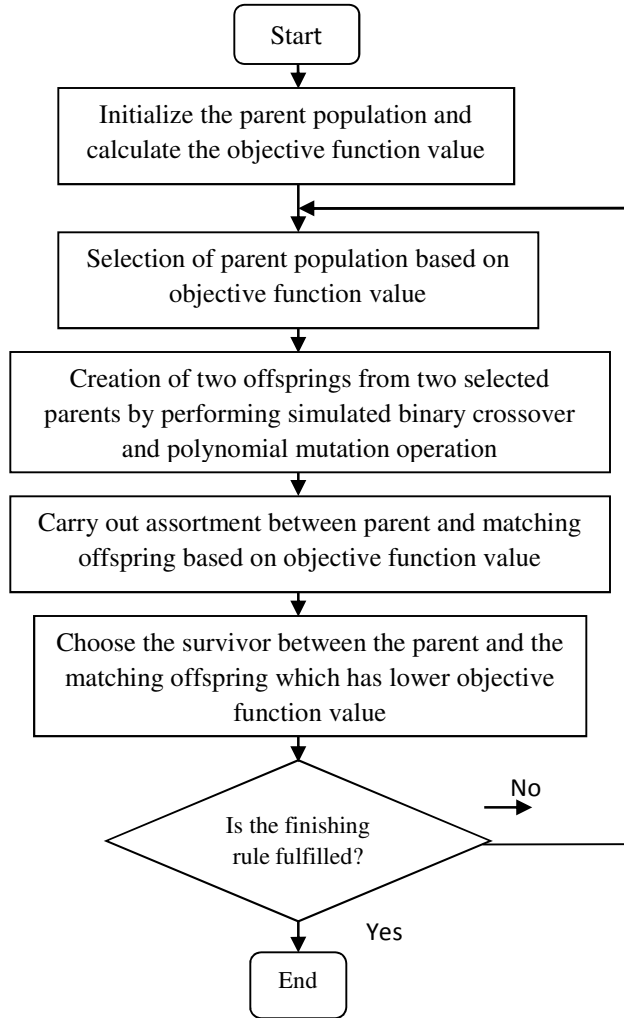 Start
Initialize the parent population and
calculate the objective function value
Selection of parent population based on
objective function value
Creation of two offsprings from two selected
parents by performing simulated binary crossover
and polynomial mutation operation
Carry out assortment between parent and matching
offspring based on objective function value
Choose the survivor between the parent and the
matching offspring which has lower objective
function value
No
Is the finishing
rule fulfilled?
Yes
End